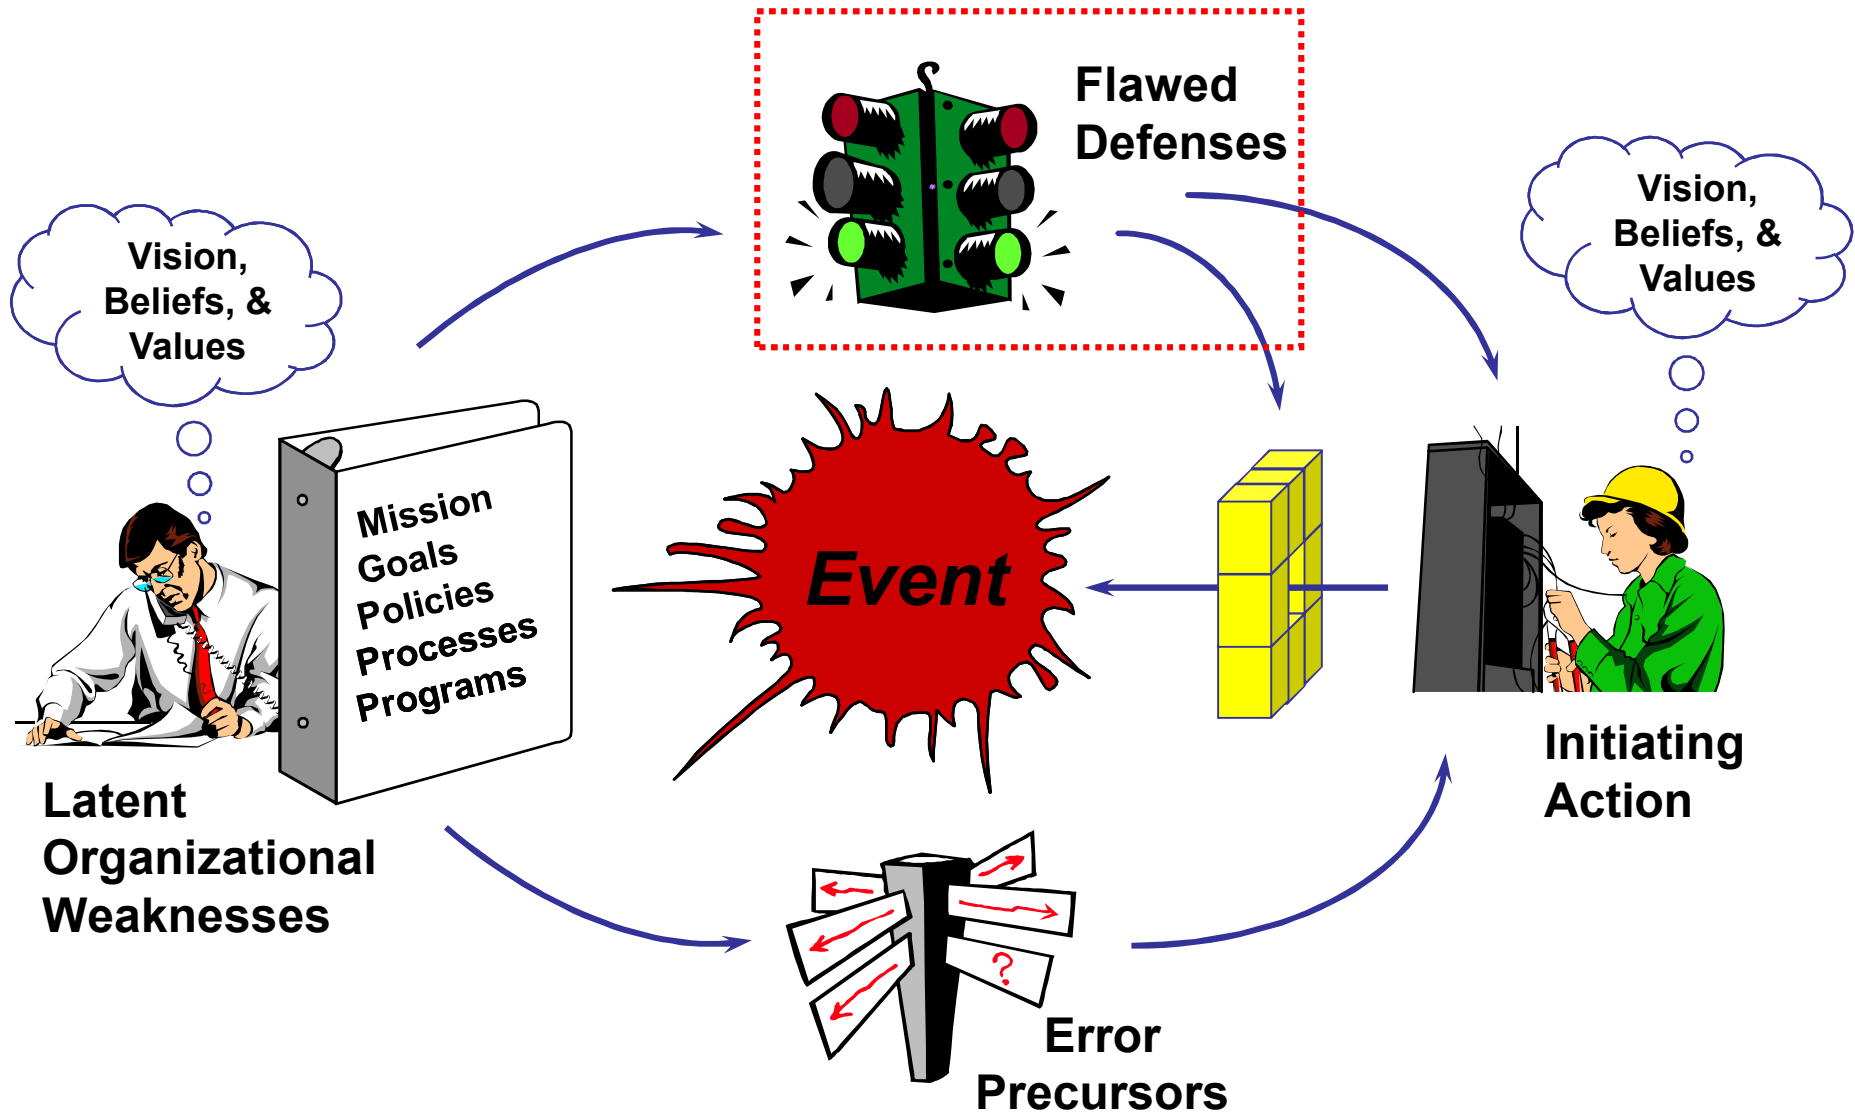 Flawed
Defenses
Vision,
Beliefs, &
Values
Vision,
Beliefs, &
Values
Mission
Goals
Policies
Processes
Programs
Event
Initiating
Action
Latent
Organizational
Weaknesses
?
Error
Precursors